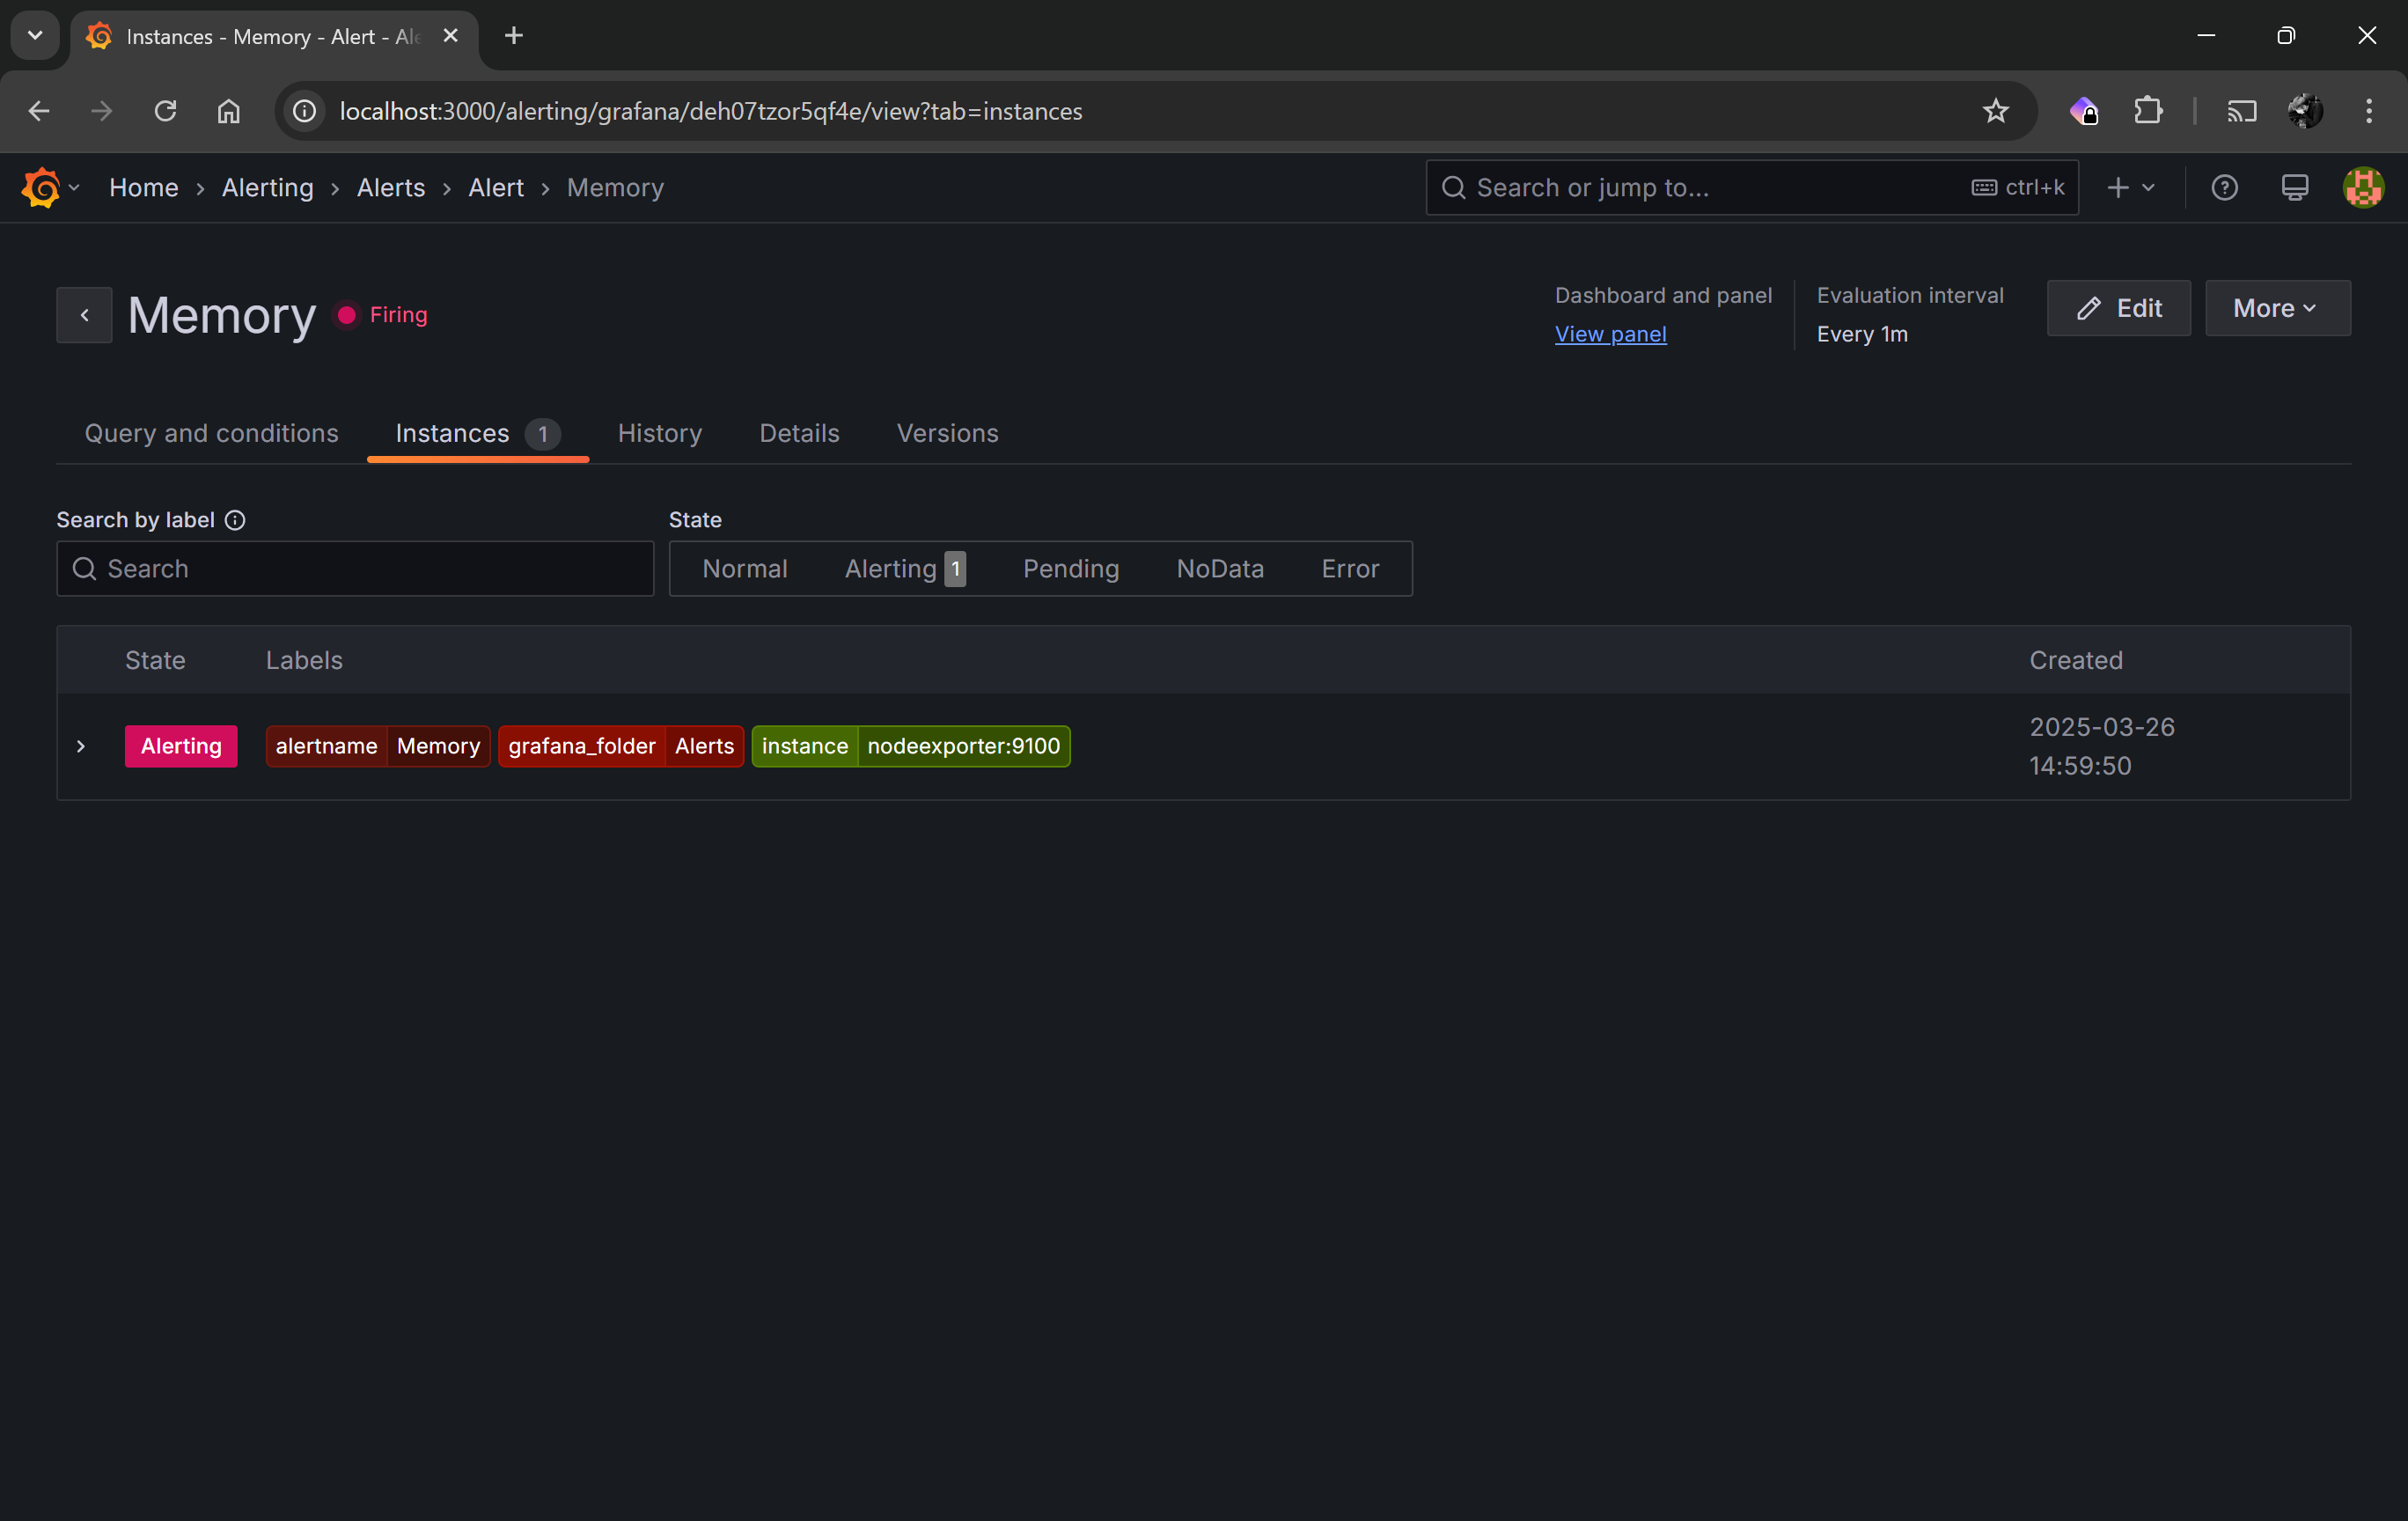 Instances - Memory - Alert - Ale
localhost:3000/alerting/grafana/deh07tzor5qf4e/view?tab=instances
Home > Alerting > Alerts > Alert > Memory
Search or jump to... ctrl+k
Memory Firing
Dashboard and panel
View panel
Evaluation interval
Every 1m
Edit
More
Query and conditions Instances 1 History Details Versions
Search by label
Search
State
Normal Alerting 1 Pending NoData Error
State Labels Created
Alerting alertname Memory grafana_folder Alerts instance nodeexporter:9100
2025-03-26
14:59:50